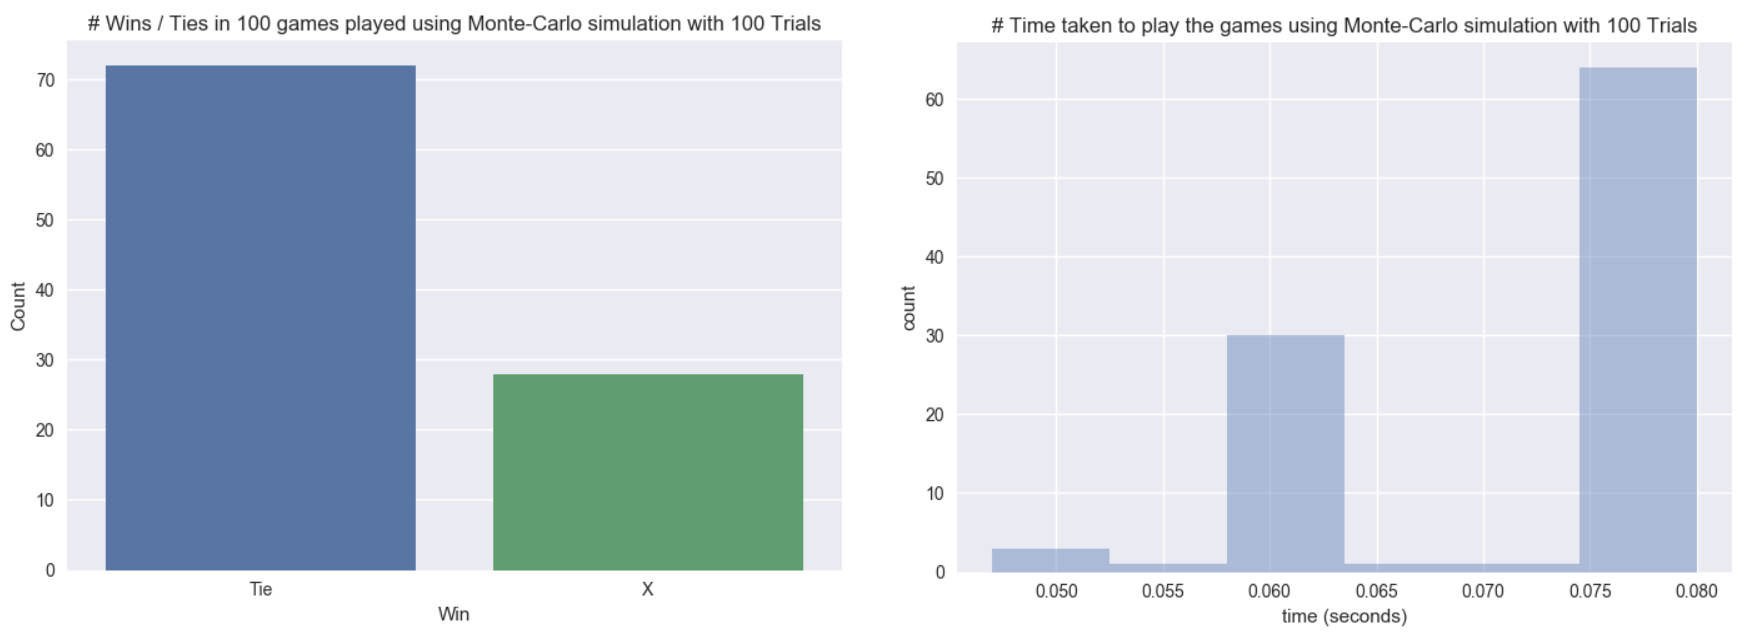 # Wins / Ties in 100 games played using Monte-Carlo simulation with 100 Trials
70
60
50
40
30
20
10
0
Count
Tie X
Win
# Time taken to play the games using Monte-Carlo simulation with 100 Trials
60
50
40
30
20
10
0
count
0.050 0.055 0.060 0.065 0.070 0.075 0.080
time (seconds)